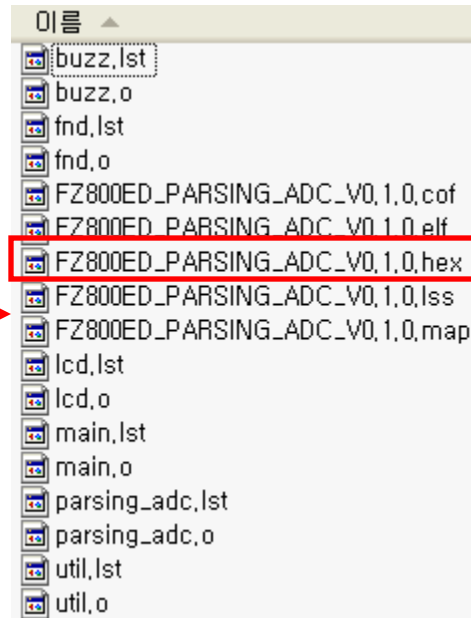 이름
buzz.lst
buzz.o
fnd.lst
fnd.o
FZ800ED_PARSING_ADC_V0.1.0.cof
FZ800ED_PARSING_ADC_V0.1.0.elf
FZ800ED_PARSING_ADC_V0.1.0.hex
FZ800ED_PARSING_ADC_V0.1.0.lss
FZ800ED_PARSING_ADC_V0.1.0.map
lcd.lst
lcd.o
main.lst
main.o
parsing_adc.lst
parsing_adc.o
util.lst
util.o